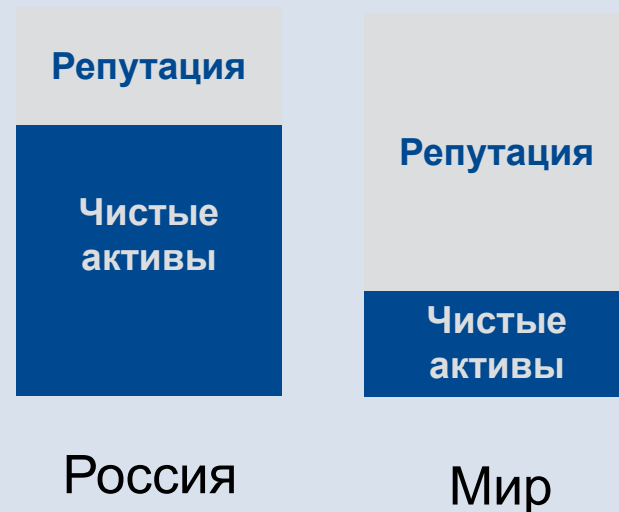 Репутация
Чистые
активы
Россия
Репутация
Чистые
активы
Мир